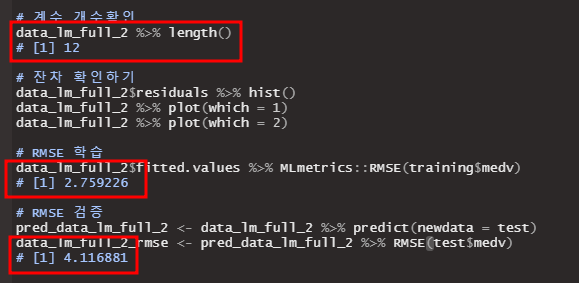 # 계수 개수확인
data_lm_full_2 %>% length()
# [1] 12
# 잔차 확인하기
data_lm_full_2$residuals %>% hist()
data_lm_full_2 %>% plot(which = 1)
data_lm_full_2 %>% plot(which = 2)
# RMSE 학습
data_lm_full_2$fitted.values %>% MLmetrics::RMSE(training$medv)
# [1] 2.759226
# RMSE 검증
pred_data_lm_full_2 <- data_lm_full_2 %>% predict(newdata = test)
data_lm_full_2_rmse <- pred_data_lm_full_2 %>% RMSE(test$medv)
# [1] 4.116881